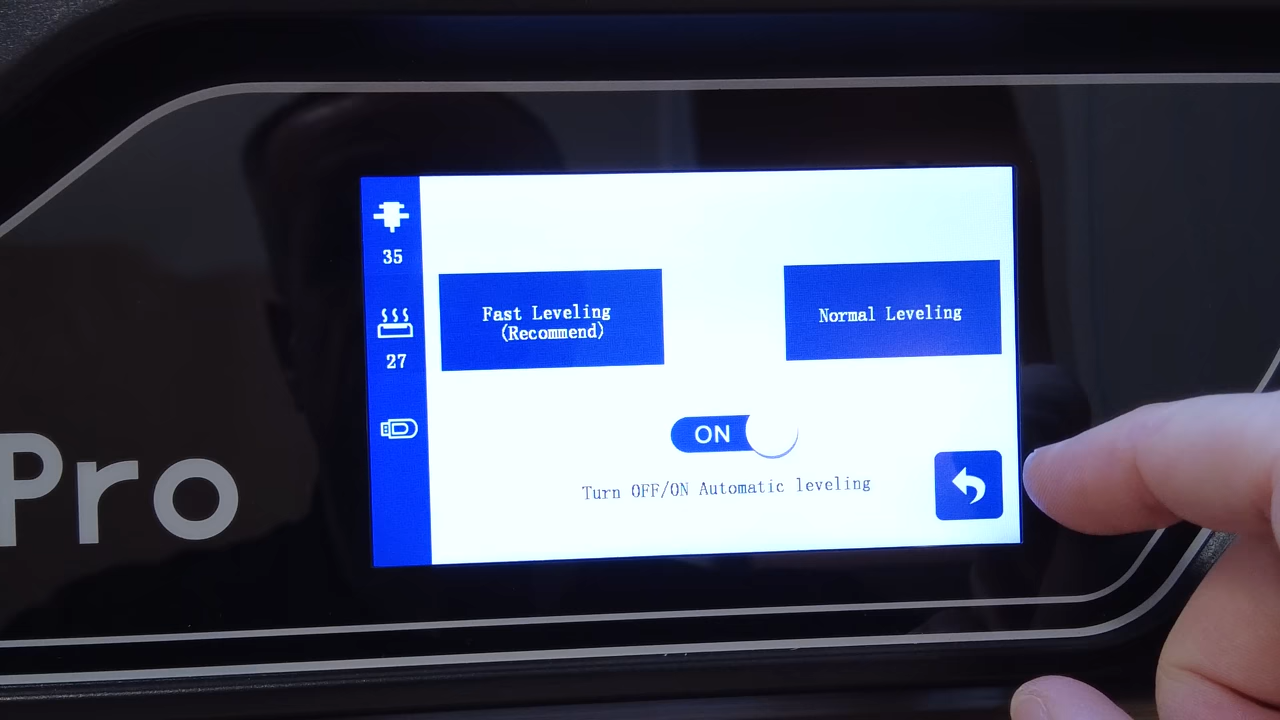 35
27
Fast Leveling
(Recommend)
Normal Leveling
ON
Turn OFF/ON Automatic leveling
Pro